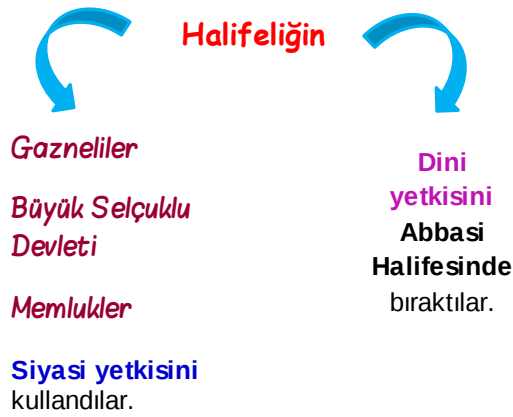 Halifeliğin
Gazneliler
Büyük Selçuklu
Devleti
Memlukler
Siyasi yetkisini
kullandılar.
Dini
yetkisini
Abbasi
Halifesinde
bıraktılar.